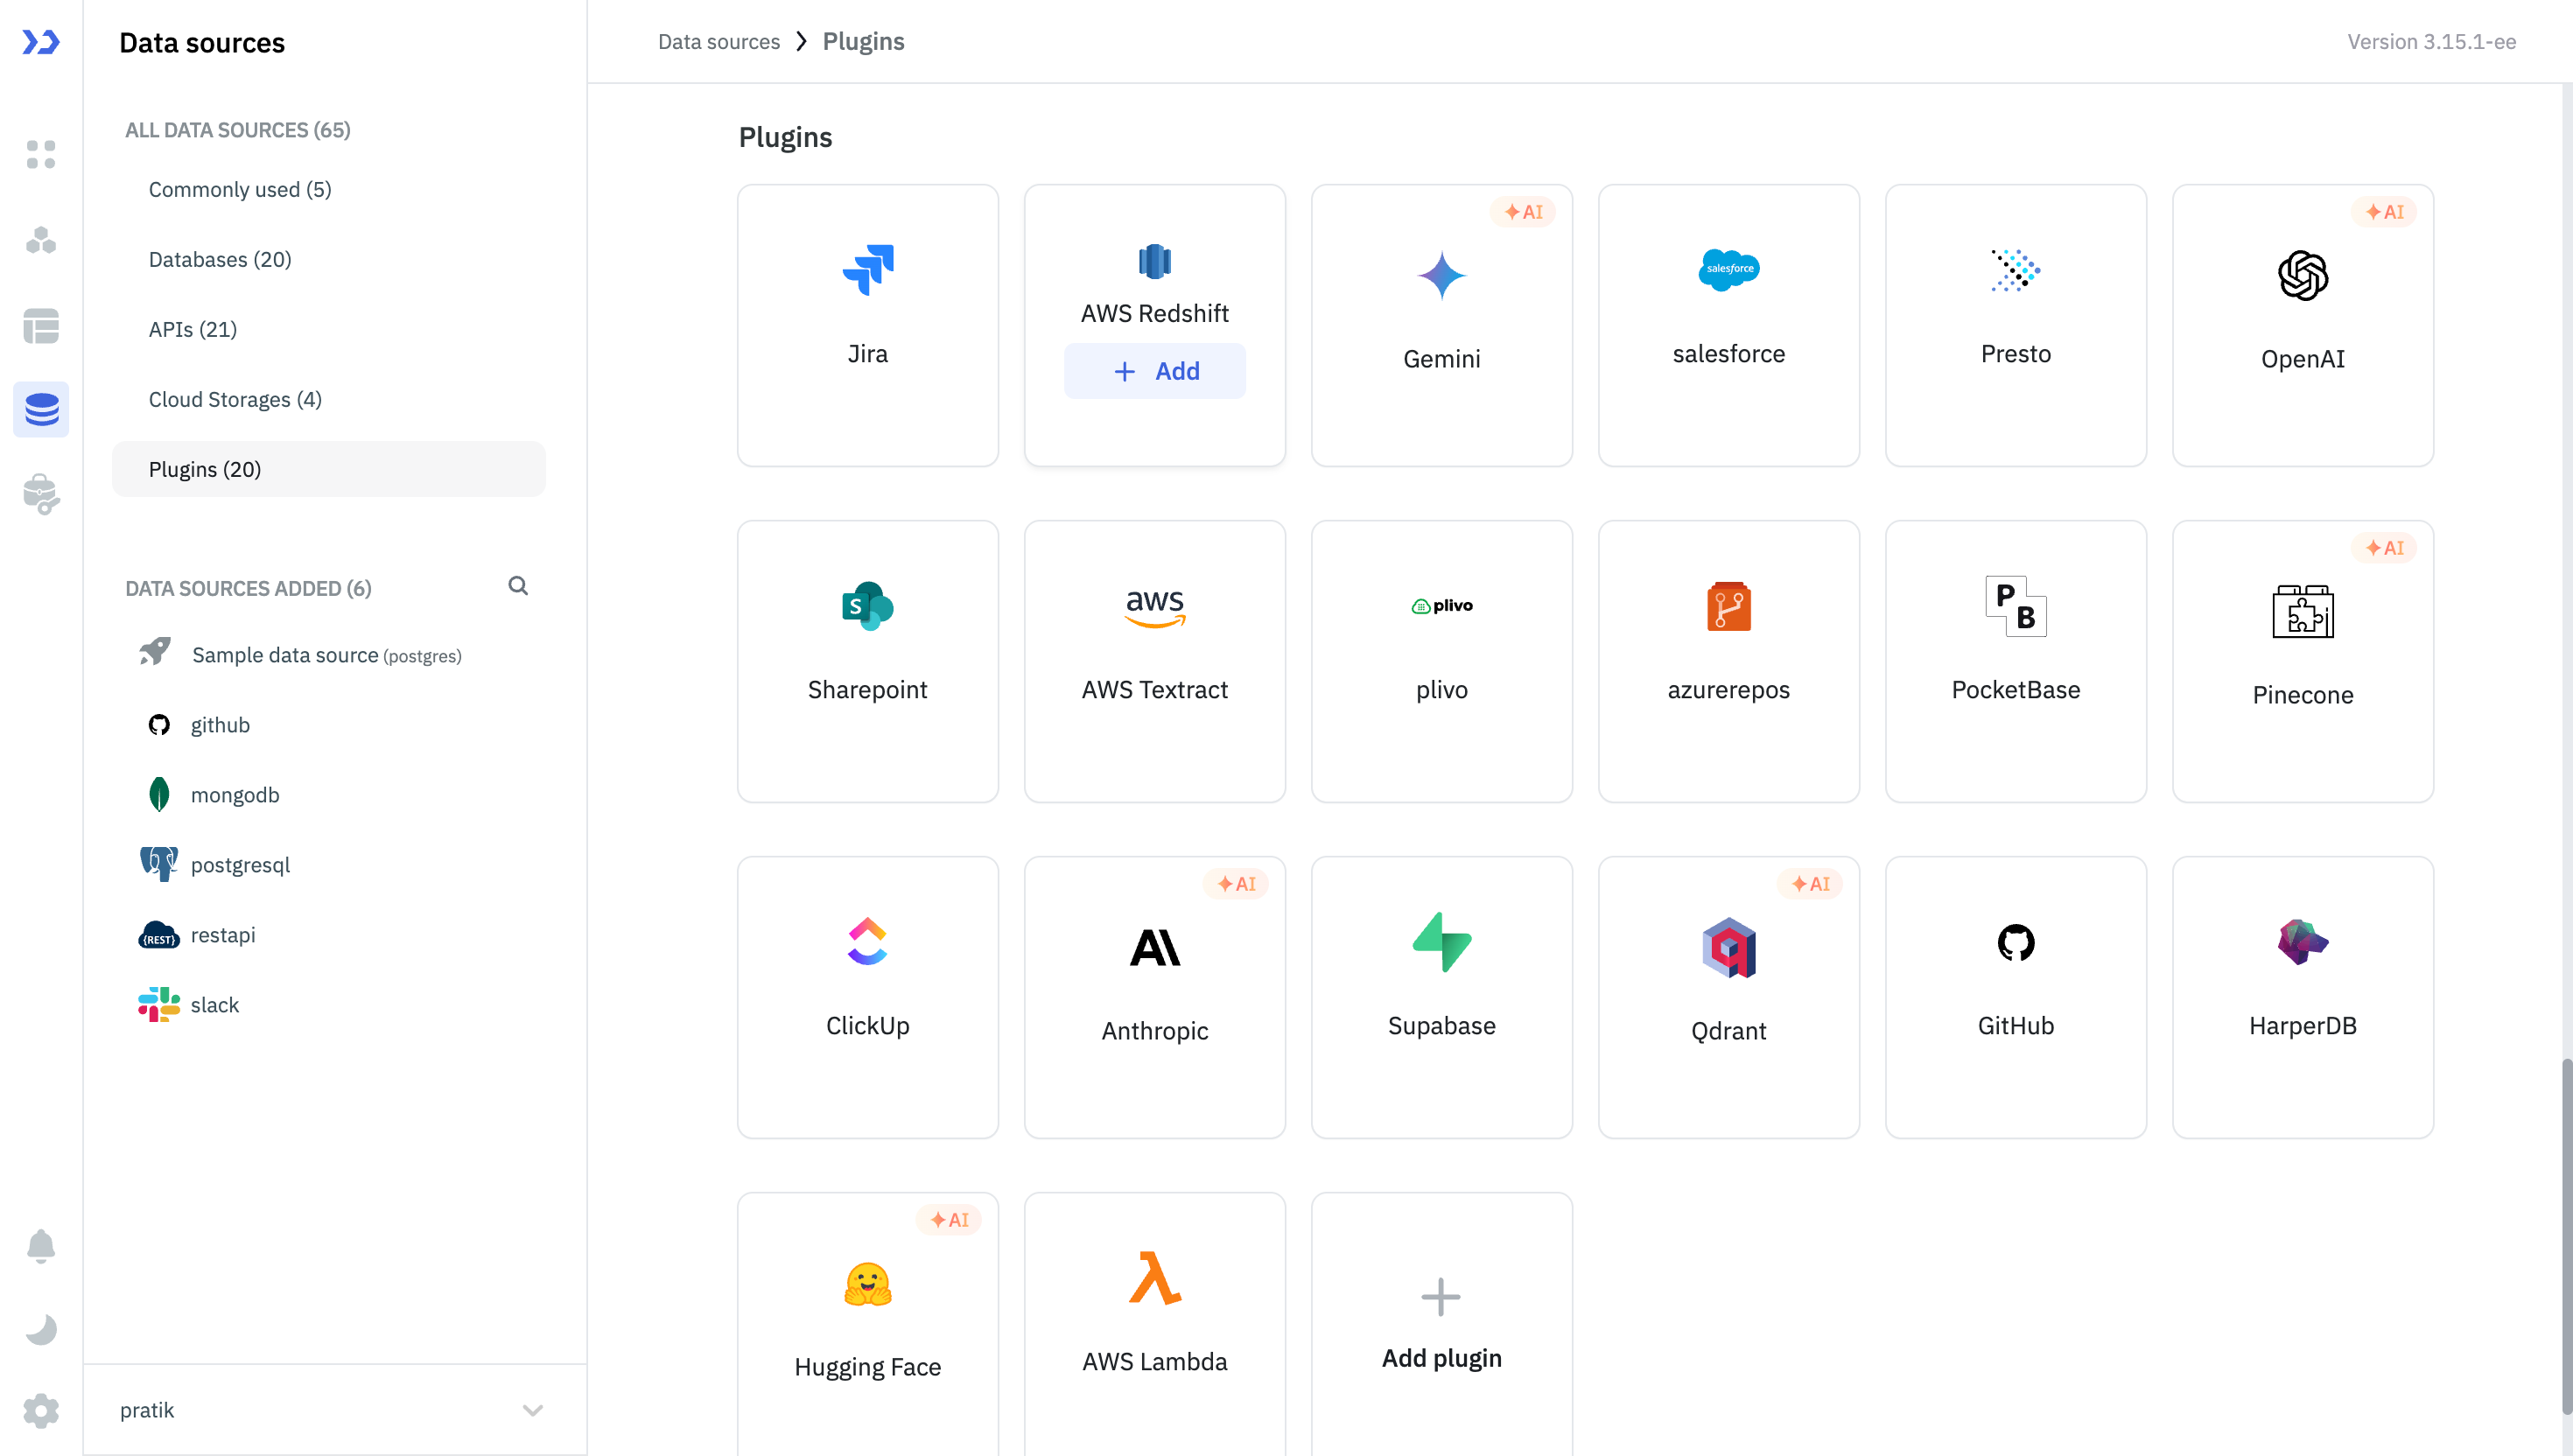 Data sources
Data sources > Plugins
Version 3.15.1-ee
ALL DATA SOURCES (65)
Commonly used (5)
Databases (20)
APIs (21)
Cloud Storages (4)
Plugins (20)
DATA SOURCES ADDED (6)
Sample data source (postgres)
github
mongodb
postgresql
{REST} restapi
slack
pratik
Plugins
Jira
AWS Redshift
+ Add
AI
Gemini
salesforce
salesforce
Presto
AI
OpenAI
S
Sharepoint
aws
AWS Textract
plivo
plivo
azurerepos
P
B
PocketBase
AI
Pinecone
ClickUp
AI
Anthropic
Supabase
AI
Qdrant
GitHub
HarperDB
AI
Hugging Face
AWS Lambda
Add plugin